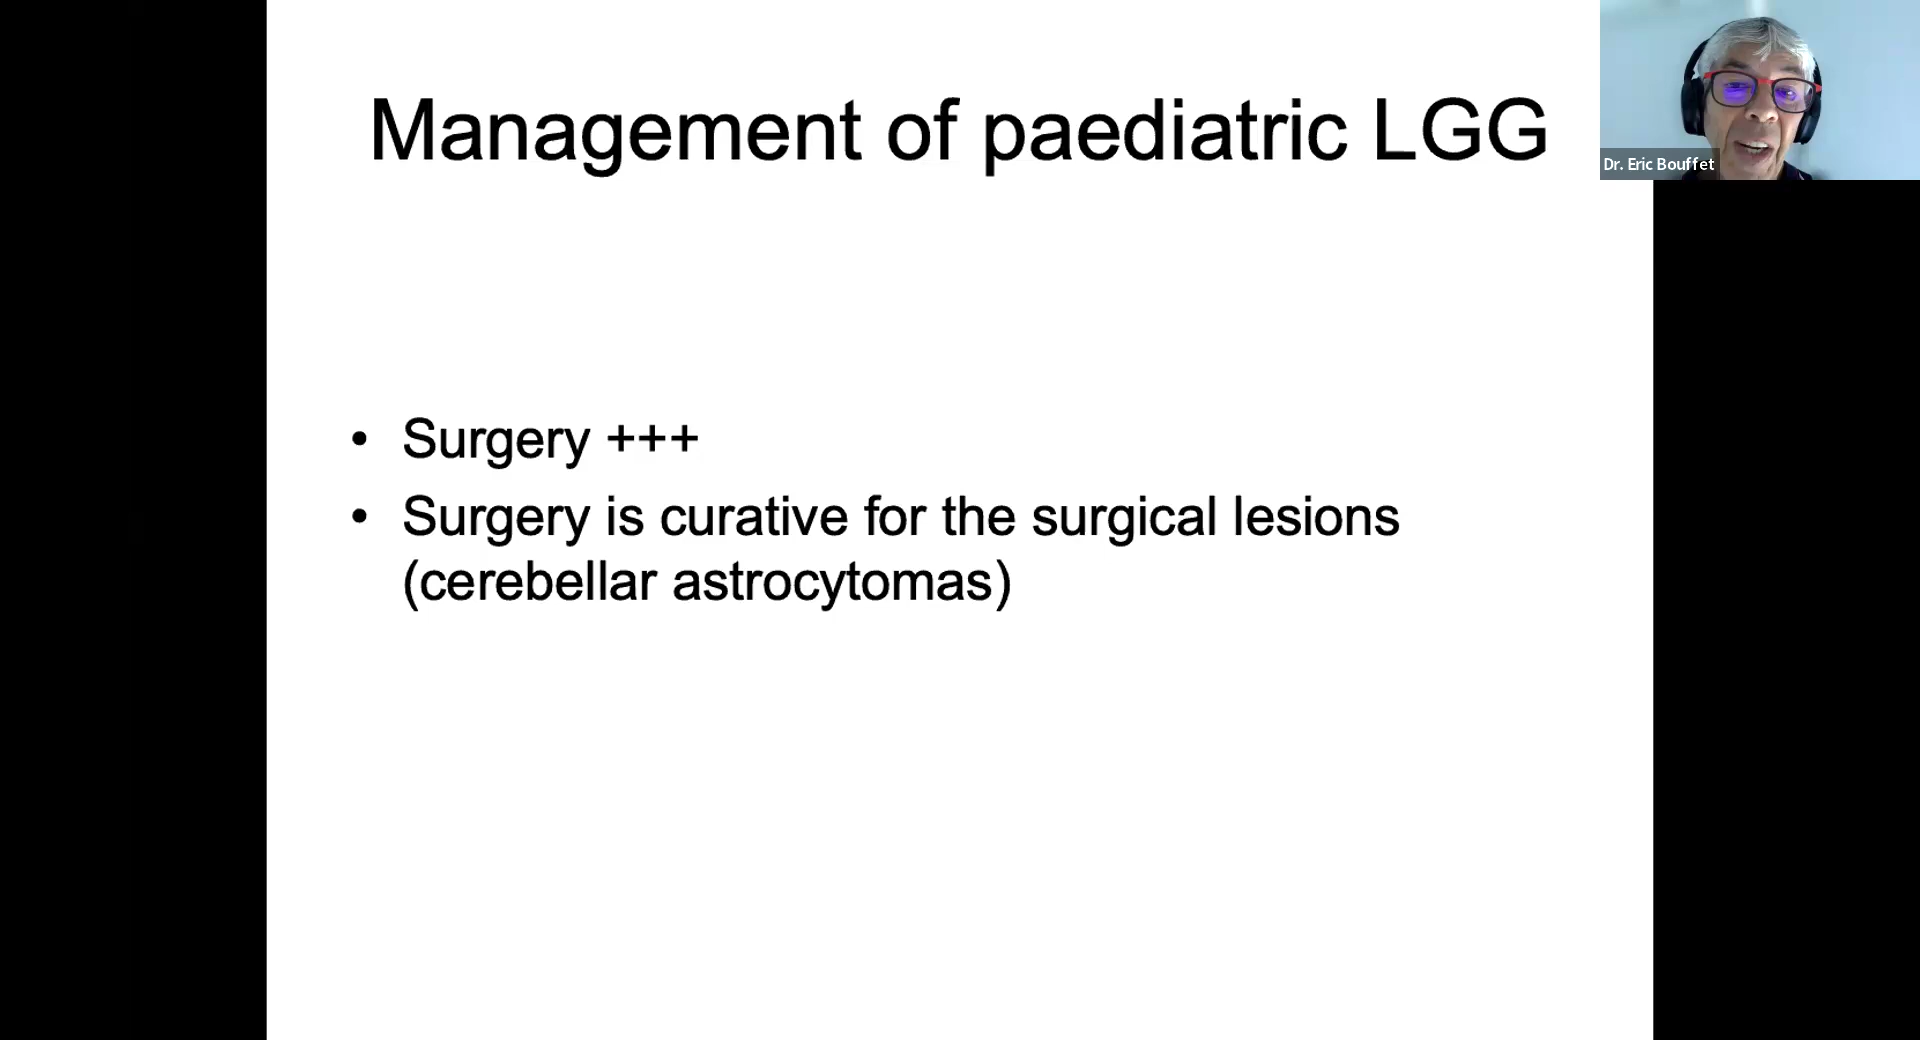 Management of paediatric LGG
Dr. Eric Bouffet
• Surgery +++
• Surgery is curative for the surgical lesions
(cerebellar astrocytomas)